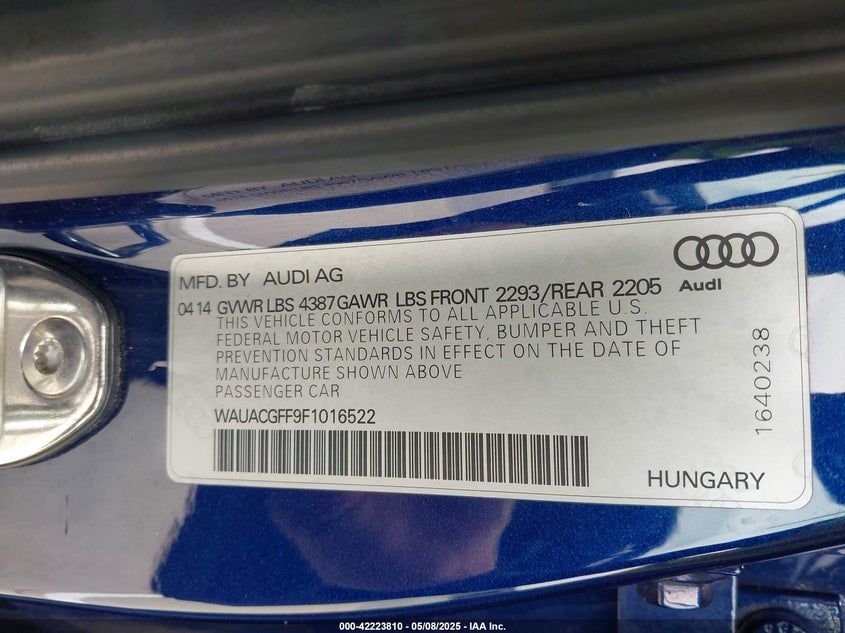 MFD. BY AUDI AG
Audi
04 14 GVWR LBS 4387 GAWR LBS FRONT 2293/REAR 2205
THIS VEHICLE CONFORMS TO ALL APPLICABLE U.S.
FEDERAL MOTOR VEHICLE SAFETY, BUMPER AND THEFT
PREVENTION STANDARDS IN EFFECT ON THE DATE OF
MANUFACTURE SHOWN ABOVE
PASSENGER CAR
WAUACGFF9F1016522
1640238
HUNGARY
000-42223810 - 05/08/2025 - IAA Inc.